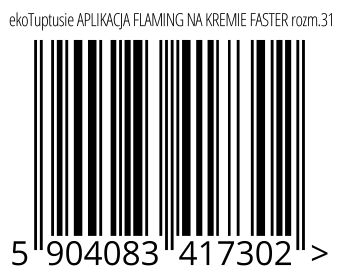 ekoTuptusie APLIKACJA FLAMING NA KREMIE FASTER rozm.31
5 904083 417302 >